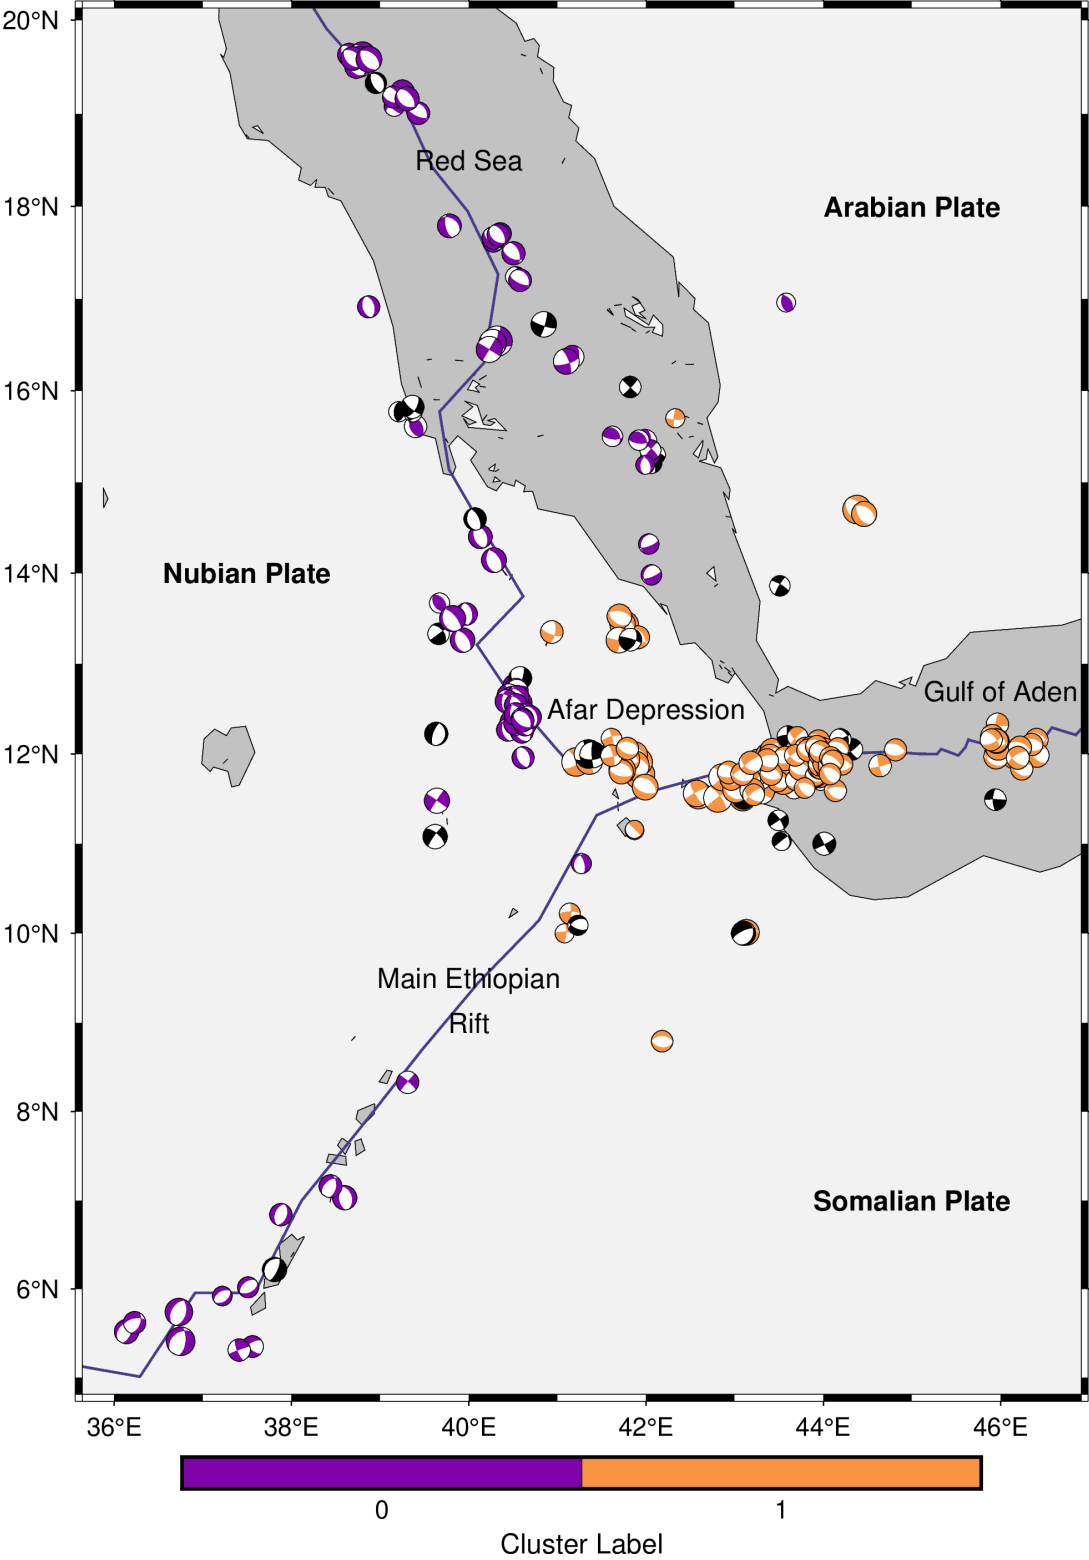 20°N
Red Sea
18°N
Arabian Plate
16°N
14°N
Nubian Plate
Gulf of Aden
Afar Depression
12°N
10°N
Main Ethiopian
Rift
8°N
Somalian Plate
6°N
36°E 38°E 40°E 42°E 44°E 46°E
0 1
Cluster Label